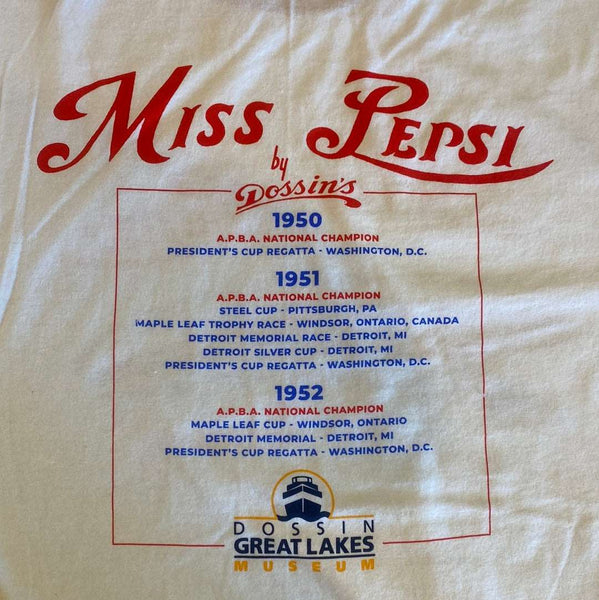 Miss Pepsi
by
Dossin's
1950
A.P.B.A. NATIONAL CHAMPION
PRESIDENT'S CUP REGATTA - WASHINGTON, D.C.
1951
A.P.B.A. NATIONAL CHAMPION
STEEL CUP - PITTSBURGH, PA
MAPLE LEAF TROPHY RACE - WINDSOR, ONTARIO, CANADA
DETROIT MEMORIAL RACE - DETROIT, MI
DETROIT SILVER CUP - DETROIT, MI
PRESIDENT'S CUP REGATTA - WASHINGTON, D.C.
1952
A.P.B.A. NATIONAL CHAMPION
MAPLE LEAF CUP - WINDSOR, ONTARIO
DETROIT MEMORIAL - DETROIT, MI
PRESIDENT'S CUP REGATTA - WASHINGTON, D.C.
DOSSIN
GREAT LAKES
MUSEUM